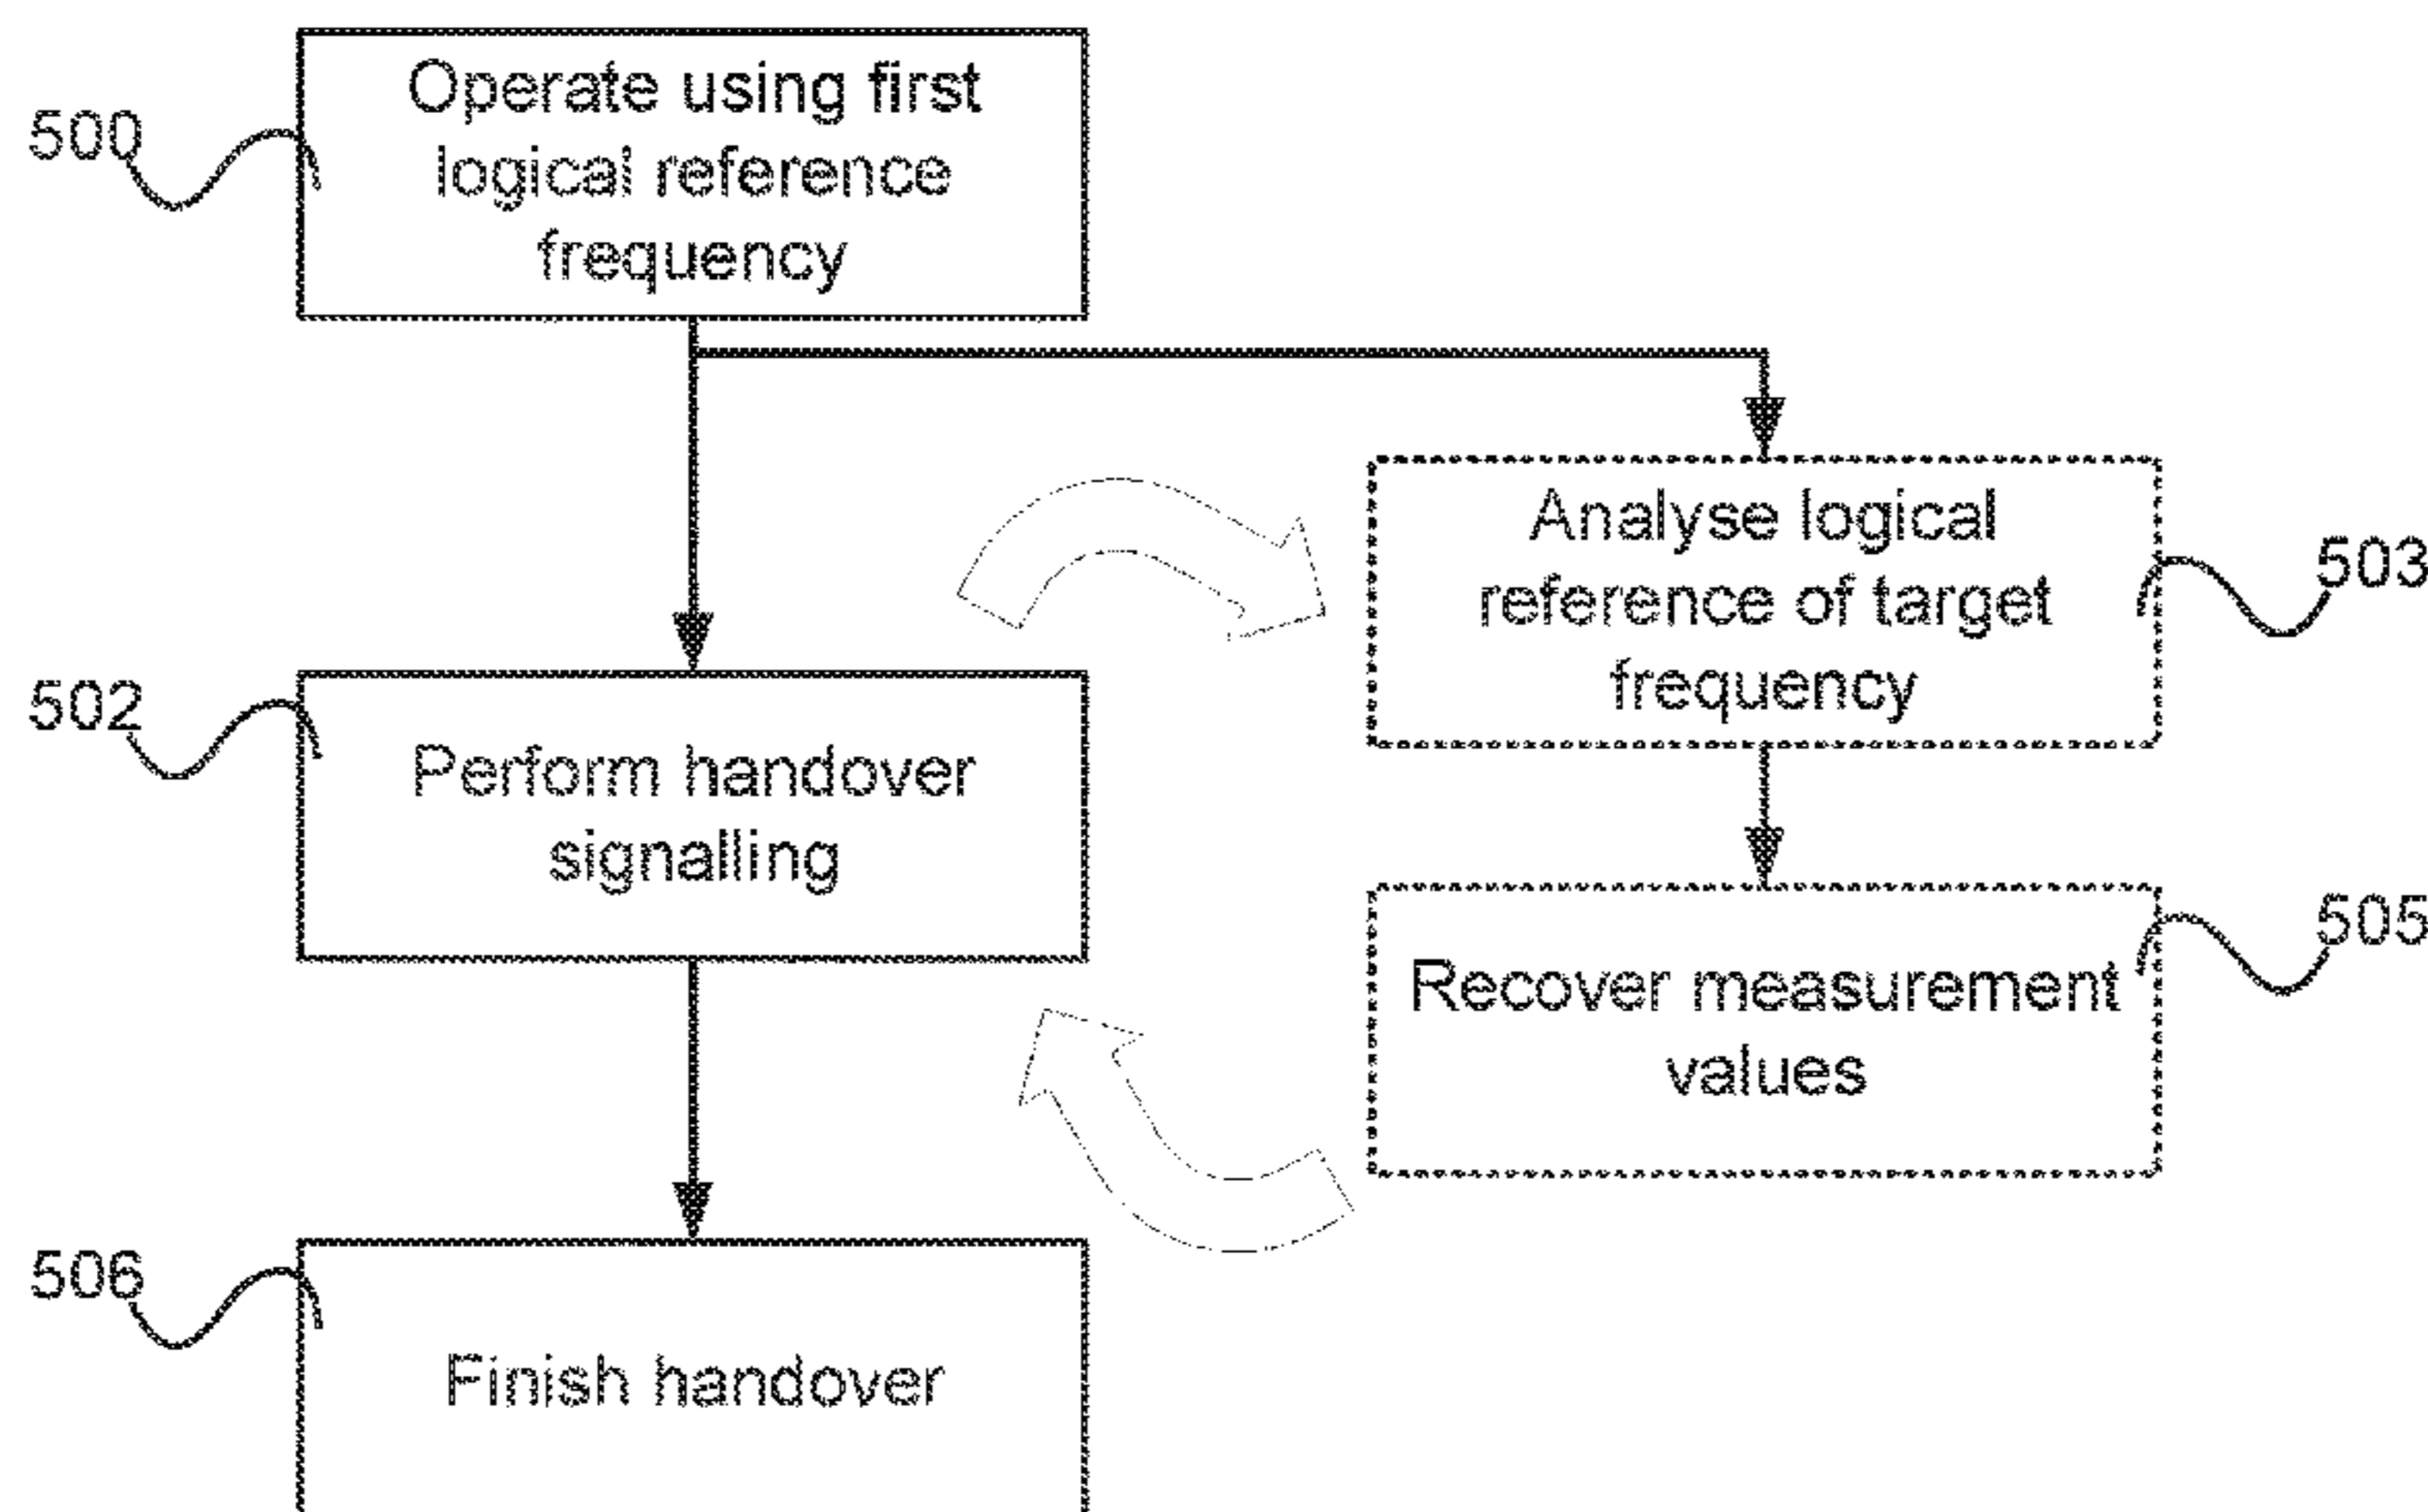 500
Operate using first
logical reference
frequency
503
Analyse logical
reference of target
frequency
502
Perform handover
signalling
505
Recover measurement
values
506
Finish handover